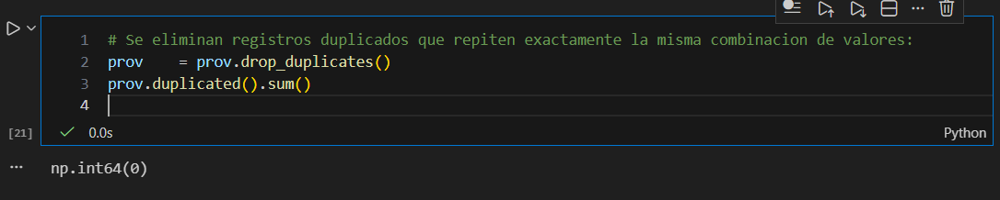 1 # Se eliminan registros duplicados que repiten exactamente la misma combinacion de valores:
2 prov    = prov.drop_duplicates()
3 prov.duplicated().sum()
4
[21] 0.0s Python
... np.int64(0)